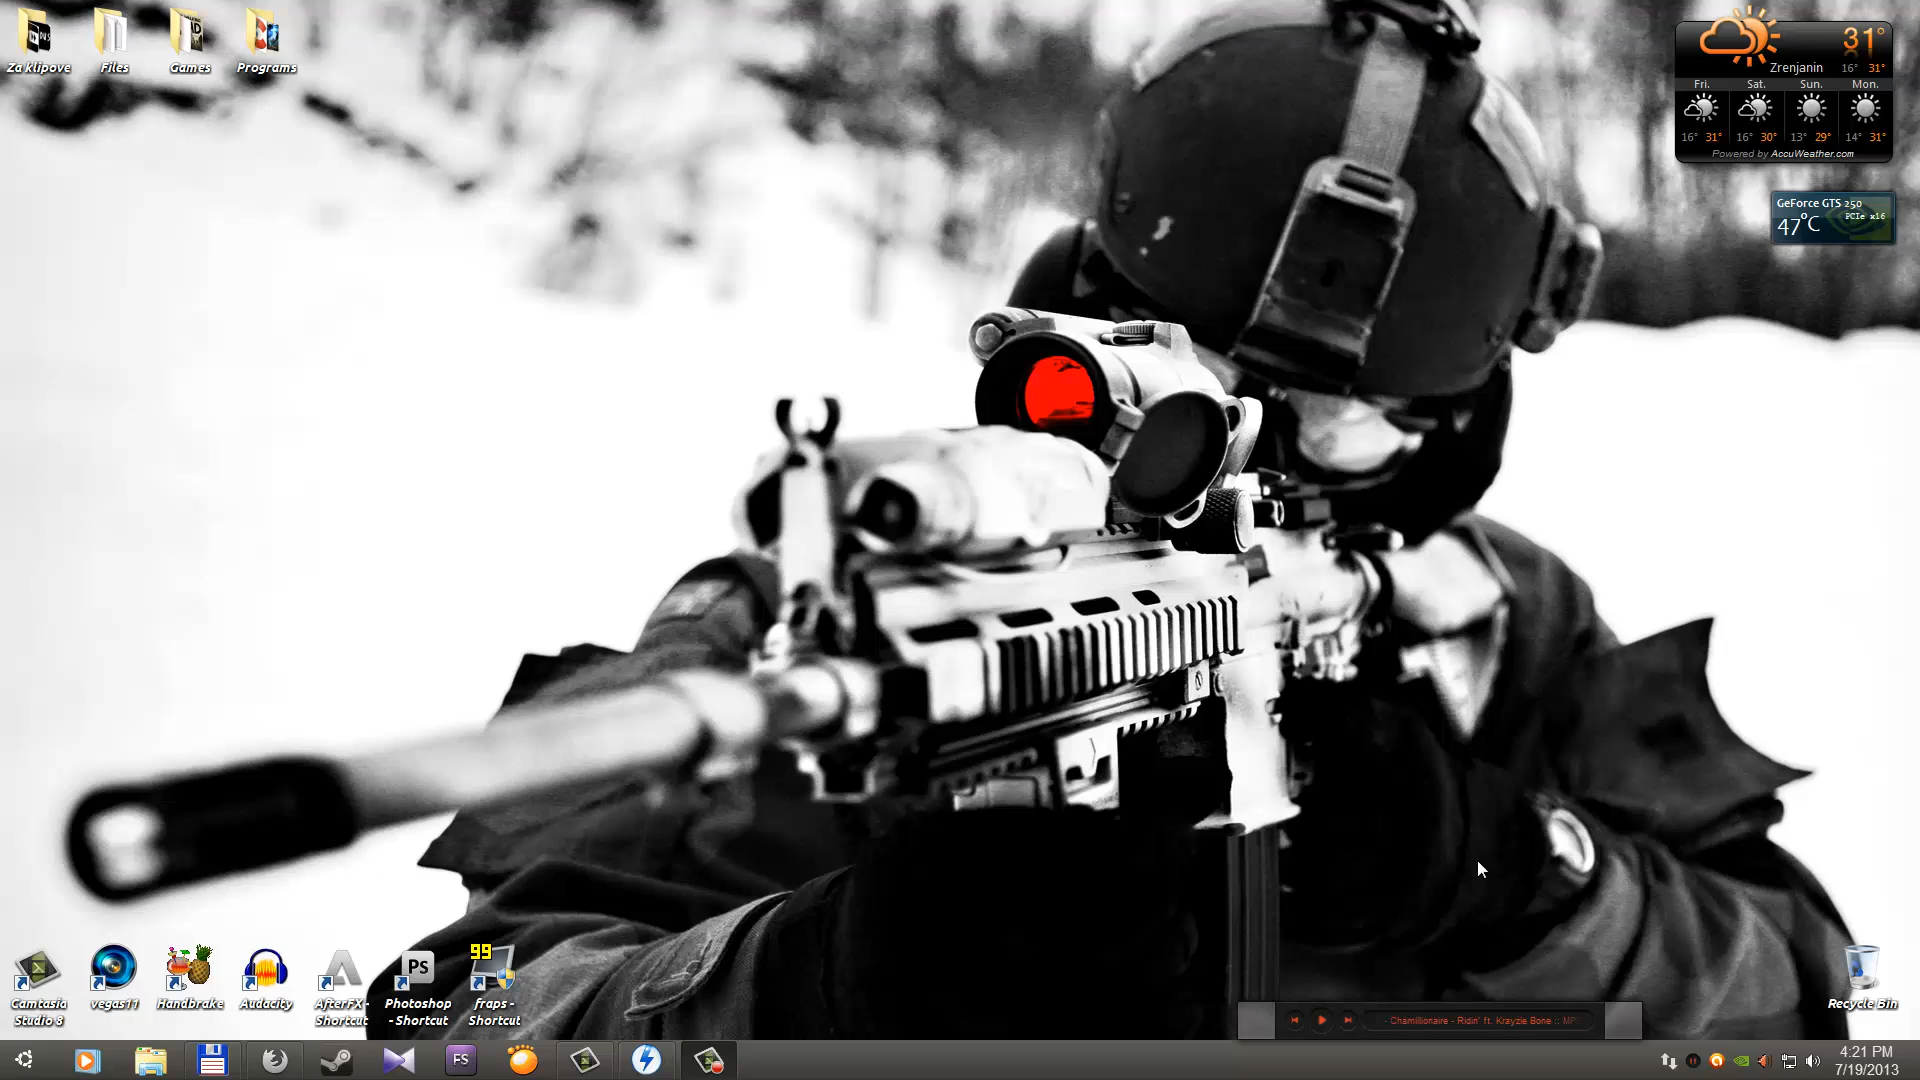 Za klipove
Files
Games
Programs
31°
Zrenjanin 16° 31°
Fri. Sat. Sun. Mon.
16° 31° 16° 30° 13° 29° 14° 31°
Powered by AccuWeather.com
GeForce GTS 250
PCIe x16
47°C
Camtasia
Studio 8
vegas11
Handbrake
Audacity
AfterFX -
Shortcut
PS
Photoshop
- Shortcut
99
fraps -
Shortcut
Recycle Bin
- Chamillionaire - Ridin' ft. Krayzie Bone :: MP
FS
4:21 PM
7/19/2013